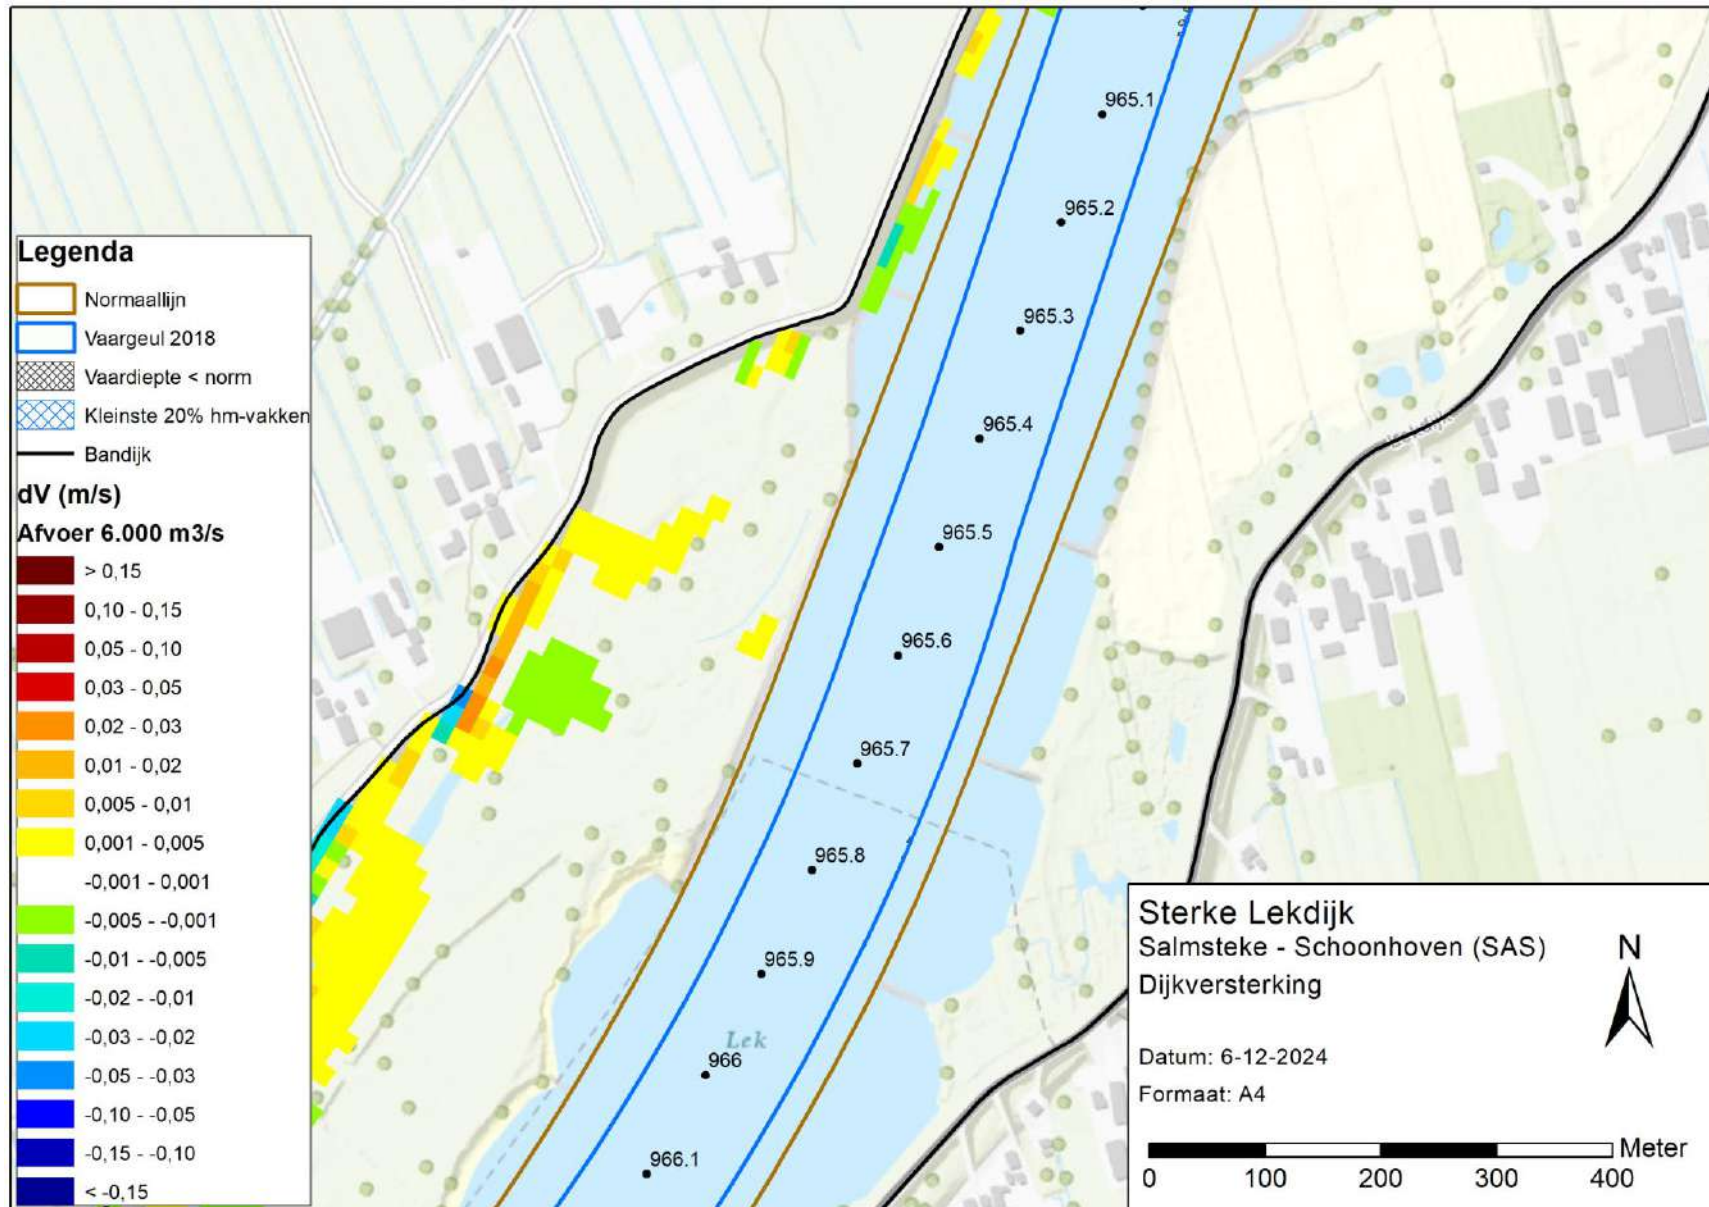 965.1
965.2
965.3
965.4
965.5
965.6
965.7
965.8
965.9
966
966.1
Lek
Lekdijk
Legenda
Normaallijn
Vaargeul 2018
Vaardiepte < norm
Kleinste 20% hm-vakken
Bandijk
dV (m/s)
Afvoer 6.000 m3/s
> 0,15
0,10 - 0,15
0,05 - 0,10
0,03 - 0,05
0,02 - 0,03
0,01 - 0,02
0,005 - 0,01
0,001 - 0,005
-0,001 - 0,001
-0,005 - -0,001
-0,01 - -0,005
-0,02 - -0,01
-0,03 - -0,02
-0,05 - -0,03
-0,10 - -0,05
-0,15 - -0,10
< -0,15
Sterke Lekdijk
Salmsteke - Schoonhoven (SAS)
Dijkversterking
N
Datum: 6-12-2024
Formaat: A4
Meter
0 100 200 300 400